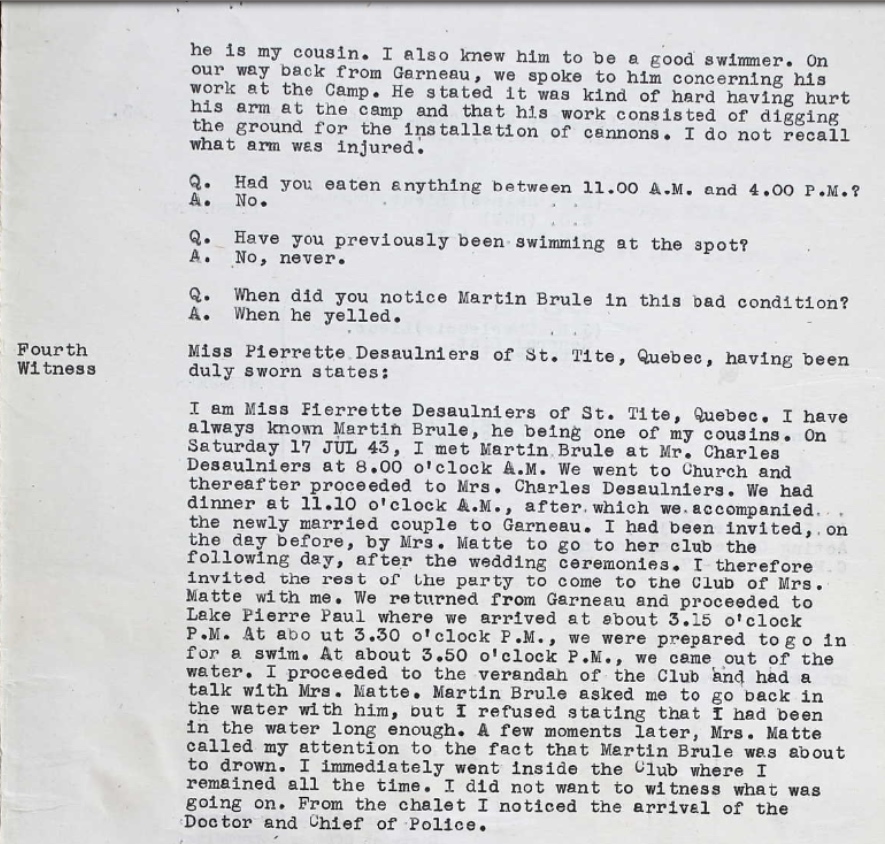 he is my cousin. I also knew him to be a good swimmer. On
our way back from Garneau, we spoke to him concerning his
work at the Camp. He stated it was kind of hard having hurt
his arm at the camp and that his work consisted of digging
the ground for the installation of cannons. I do not recall
what arm was injured.
Q. Had you eaten anything between 11.00 A.M. and 4.00 P.M.?
A. No.
Q. Have you previously been swimming at the spot?
A. No, never.
Q. When did you notice Martin Brule in this bad condition?
A. When he yelled.
Fourth
Witness
Miss Pierrette Desaulniers of St. Tite, Quebec, having been
duly sworn states:
I am Miss Pierrette Desaulniers of St. Tite, Quebec. I have
always known Martin Brule, he being one of my cousins. On
Saturday 17 JUL 43, I met Martin Brule at Mr. Charles
Desaulniers at 8.00 o'clock A.M. We went to Church and
thereafter proceeded to Mrs. Charles Desaulniers. We had
dinner at 11.10 o'clock A.M., after which we accompanied
the newly married couple to Garneau. I had been invited, on
the day before, by Mrs. Matte to go to her club the
following day, after the wedding ceremonies. I therefore
invited the rest of the party to come to the Club of Mrs.
Matte with me. We returned from Garneau and proceeded to
Lake Pierre Paul where we arrived at about 3.15 o'clock
P.M. At abo ut 3.30 o'clock P.M., we were prepared to g o in
for a swim. At about 3.50 o'clock P.M., we came out of the
water. I proceeded to the verandah of the Club and had a
talk with Mrs. Matte. Martin Brule asked me to go back in
the water with him, but I refused stating that I had been
in the water long enough. A few moments later, Mrs. Matte
called my attention to the fact that Martin Brule was about
to drown. I immediately went inside the Club where I
remained all the time. I did not want to witness what was
going on. From the chalet I noticed the arrival of the
Doctor and Chief of Police.